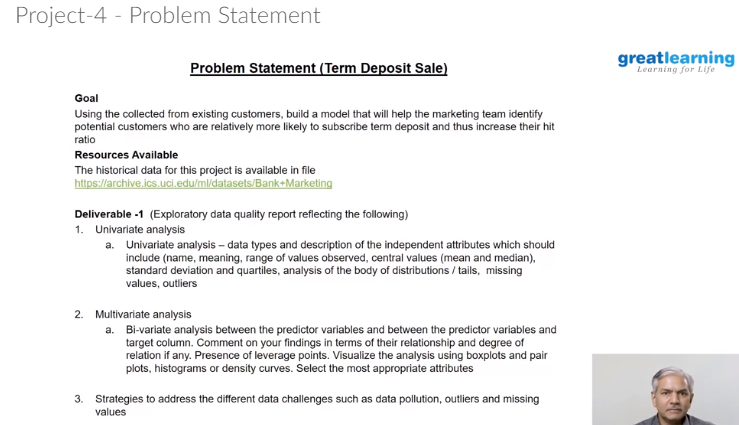 Project-4 - Problem Statement
Problem Statement (Term Deposit Sale)
greatlearning
Learning for Life
Goal
Using the collected from existing customers, build a model that will help the marketing team identify
potential customers who are relatively more likely to subscribe term deposit and thus increase their hit
ratio
Resources Available
The historical data for this project is available in file
https://archive.ics.uci.edu/ml/datasets/Bank+Marketing
Deliverable -1 (Exploratory data quality report reflecting the following)
1. Univariate analysis
a. Univariate analysis – data types and description of the independent attributes which should
include (name, meaning, range of values observed, central values (mean and median),
standard deviation and quartiles, analysis of the body of distributions / tails, missing
values, outliers
2. Multivariate analysis
a. Bi-variate analysis between the predictor variables and between the predictor variables and
target column. Comment on your findings in terms of their relationship and degree of
relation if any. Presence of leverage points. Visualize the analysis using boxplots and pair
plots, histograms or density curves. Select the most appropriate attributes
3. Strategies to address the different data challenges such as data pollution, outliers and missing
values